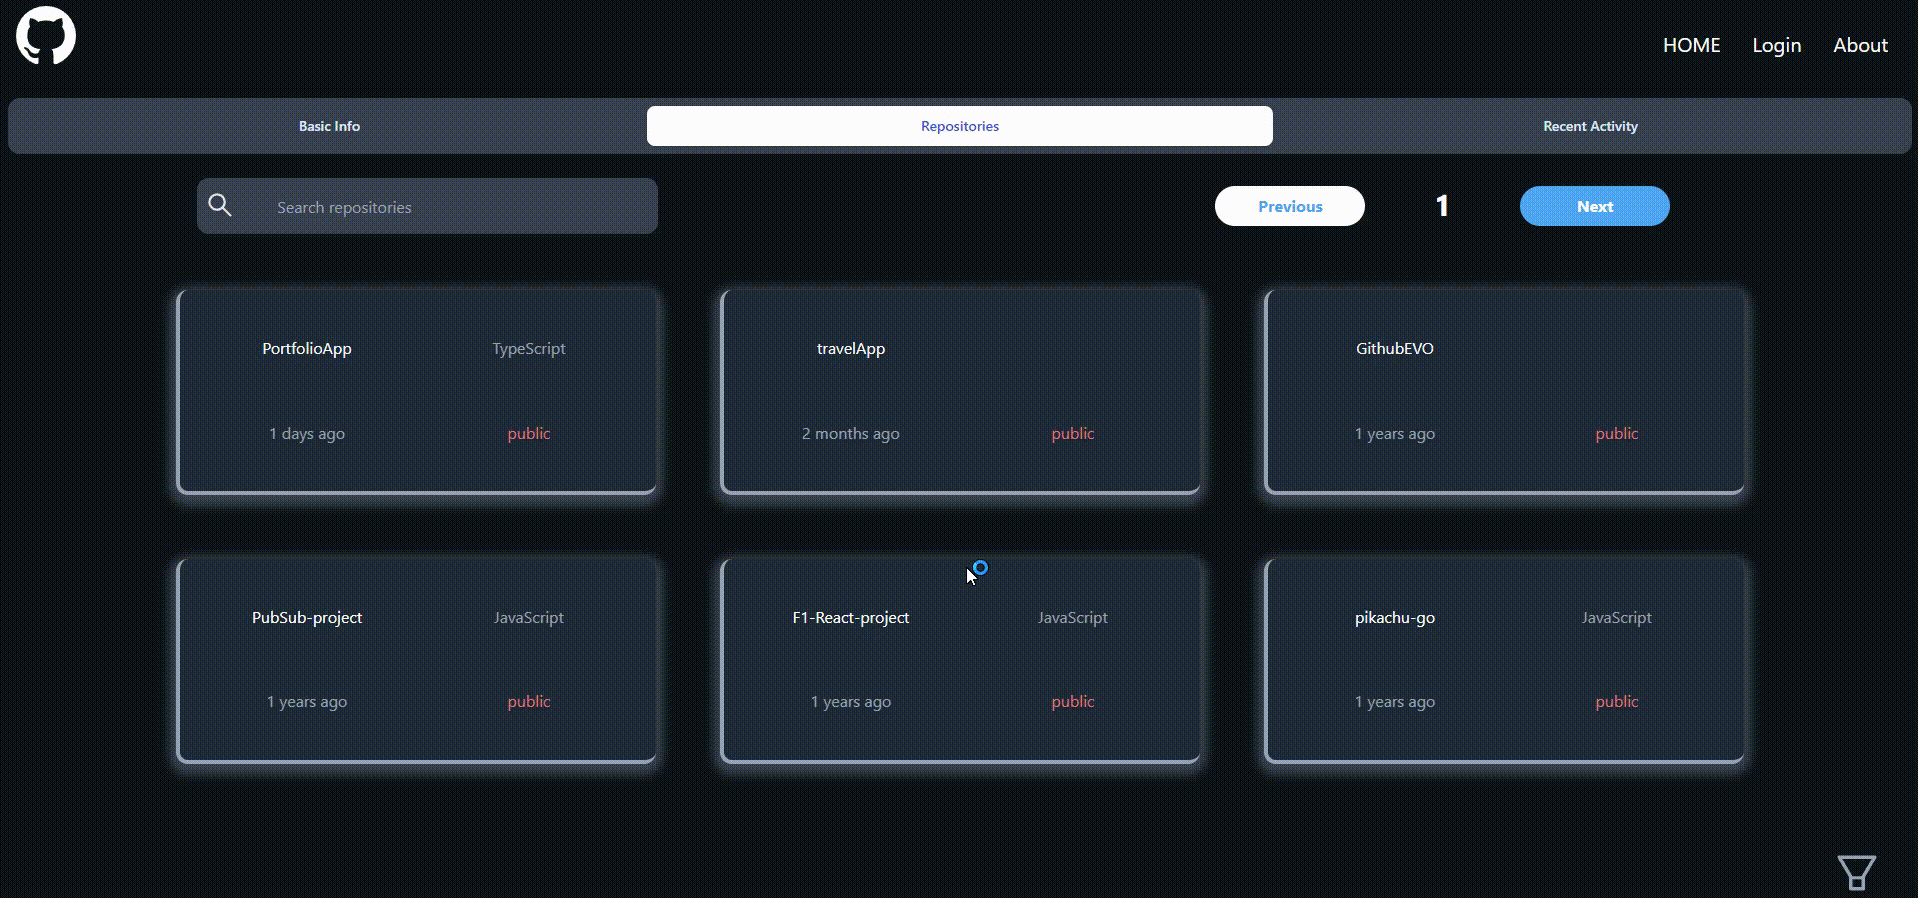 HOME Login About
Basic Info Repositories Recent Activity
Search repositories Previous 1 Next
PortfolioApp TypeScript
1 days ago public
travelApp
2 months ago public
GithubEVO
1 years ago public
PubSub-project JavaScript
1 years ago public
F1-React-project JavaScript
1 years ago public
pikachu-go JavaScript
1 years ago public